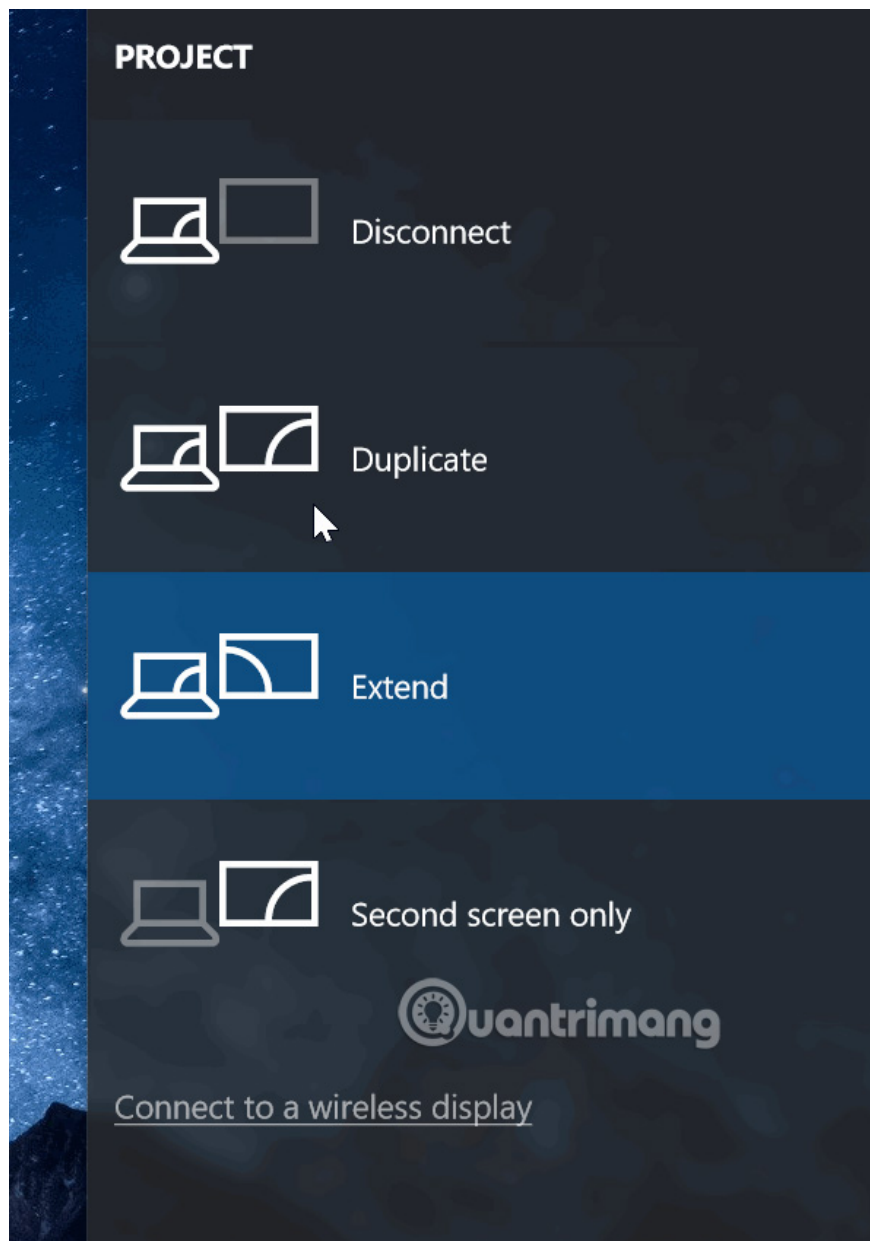 PROJECT
Disconnect
Duplicate
Extend
Second screen only
Quantrimang
Connect to a wireless display